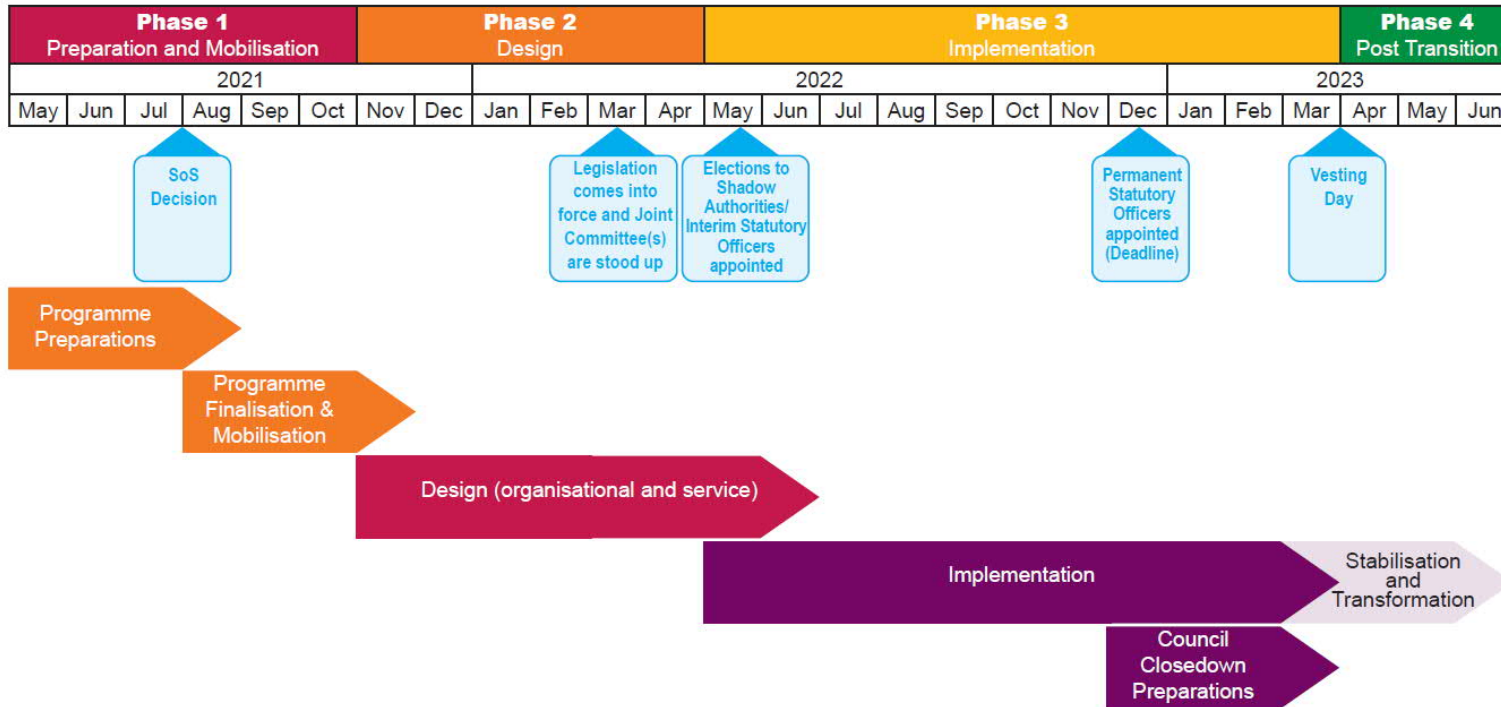 Phase 1
Preparation and Mobilisation
Phase 2
Design
Phase 3
Implementation
Phase 4
Post Transition
2021
2022
2023
May Jun Jul Aug Sep Oct Nov Dec Jan Feb Mar Apr May Jun Jul Aug Sep Oct Nov Dec Jan Feb Mar Apr May Jun
SoS
Decision
Legislation
comes into
force and Joint
Committee(s)
are stood up
Elections to
Shadow
Authorities/
Interim Statutory
Officers
appointed
Permanent
Statutory
Officers
appointed
(Deadline)
Vesting
Day
Programme
Preparations
Programme
Finalisation &
Mobilisation
Design (organisational and service)
Implementation
Stabilisation
and
Transformation
Council
Closedown
Preparations